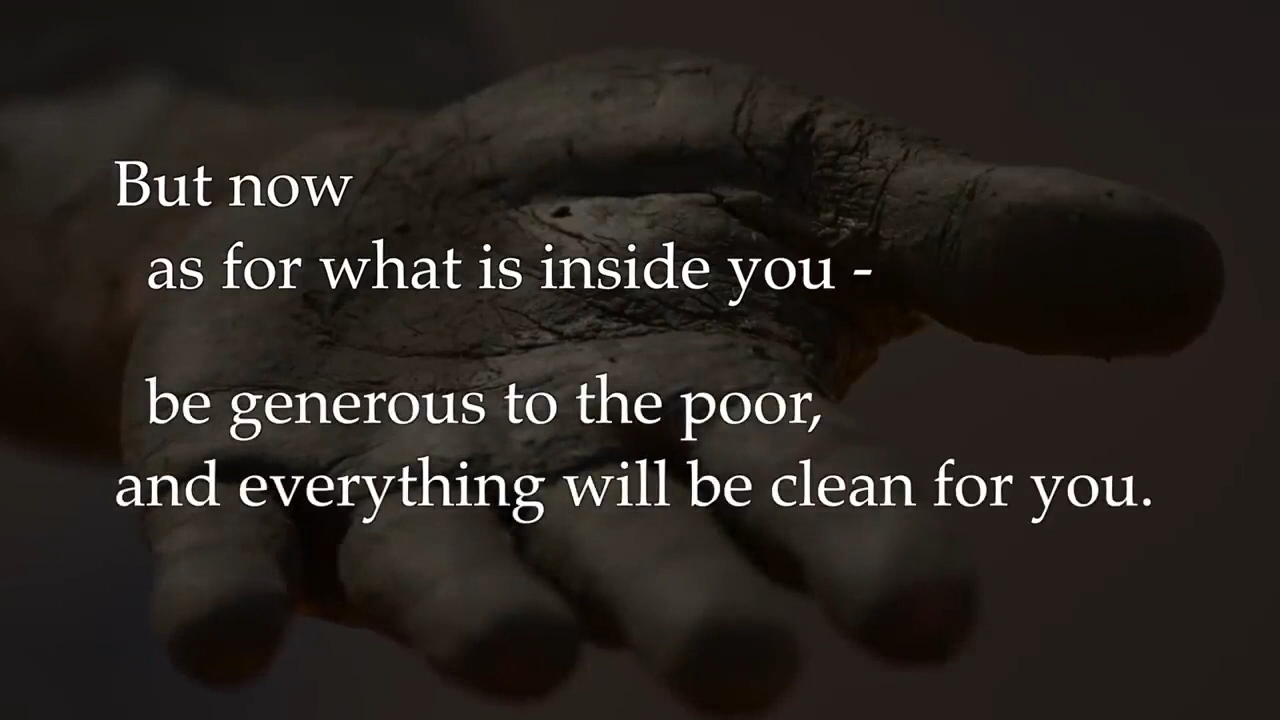 But now
as for what is inside you -
be generous to the poor,
and everything will be clean for you.